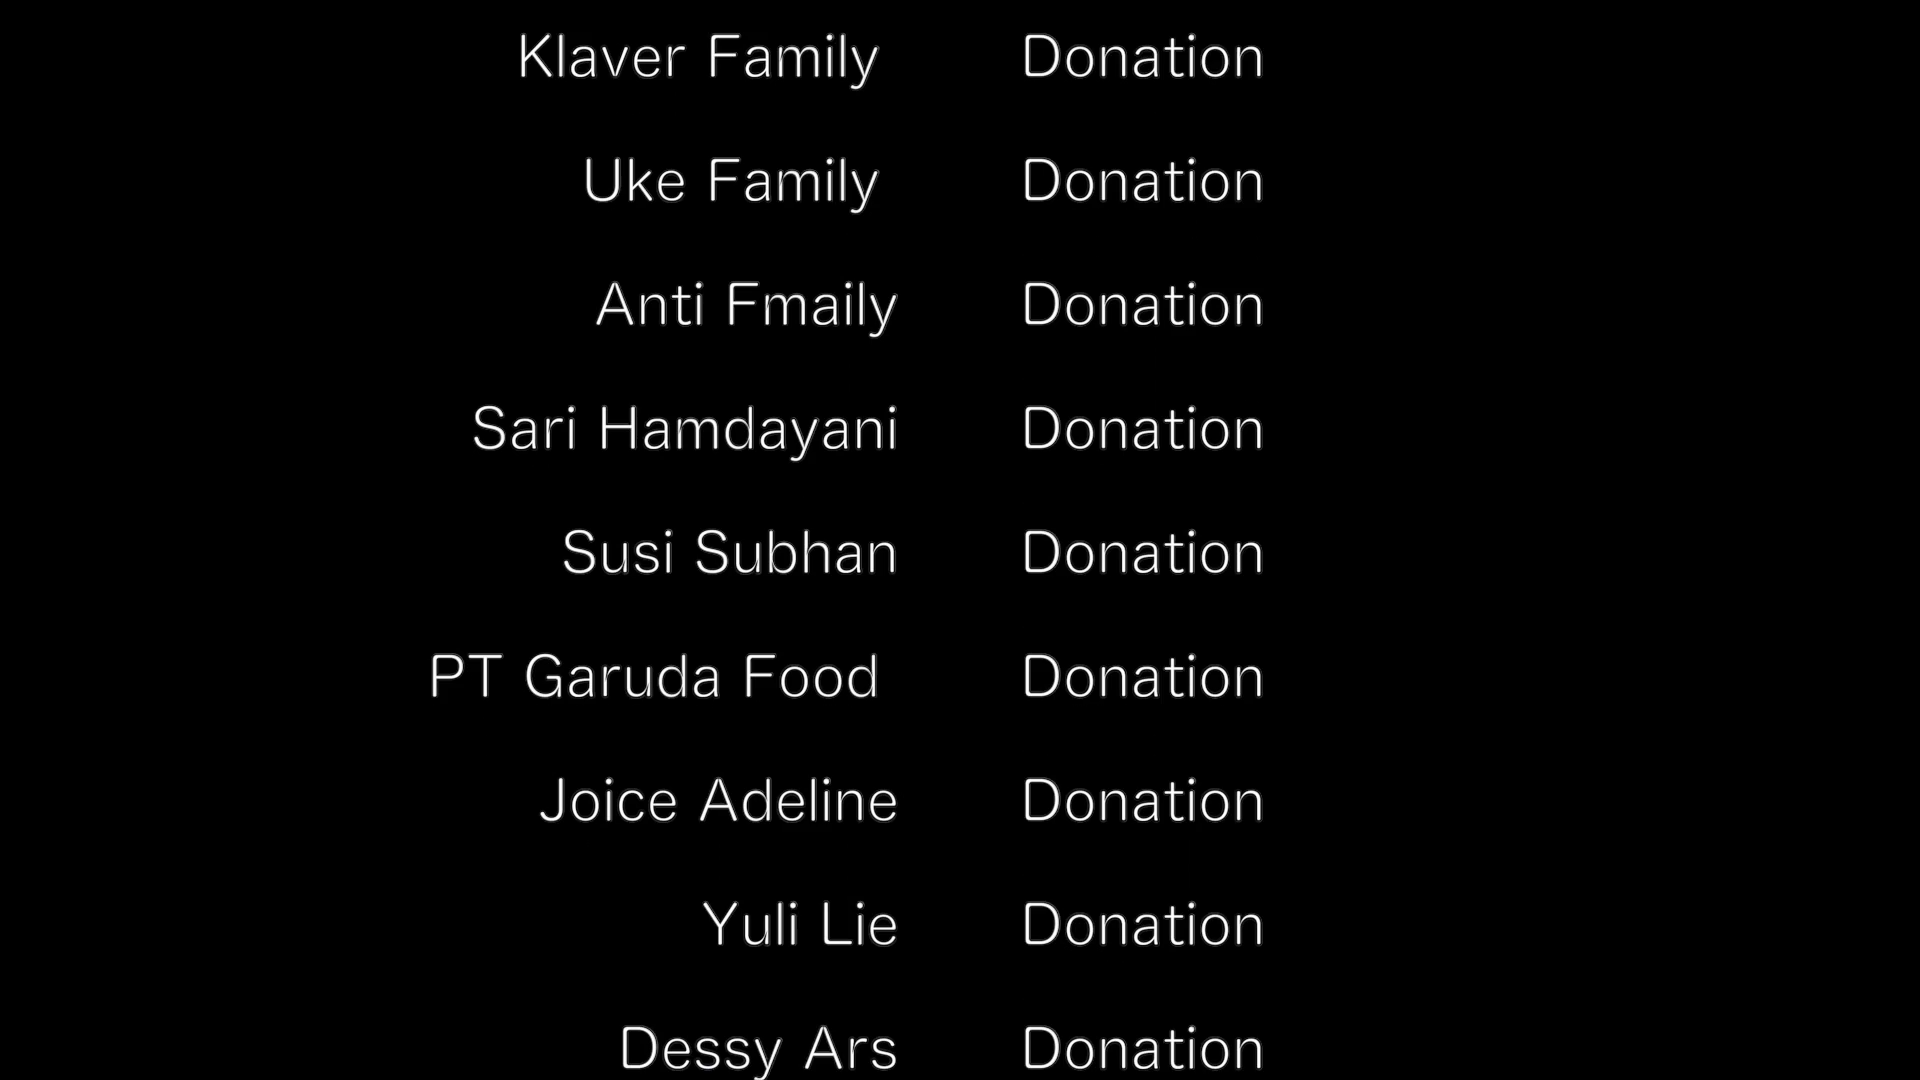 Klaver Family Donation
Uke Family Donation
Anti Fmaily Donation
Sari Hamdayani Donation
Susi Subhan Donation
PT Garuda Food Donation
Joice Adeline Donation
Yuli Lie Donation
Dessy Ars Donation